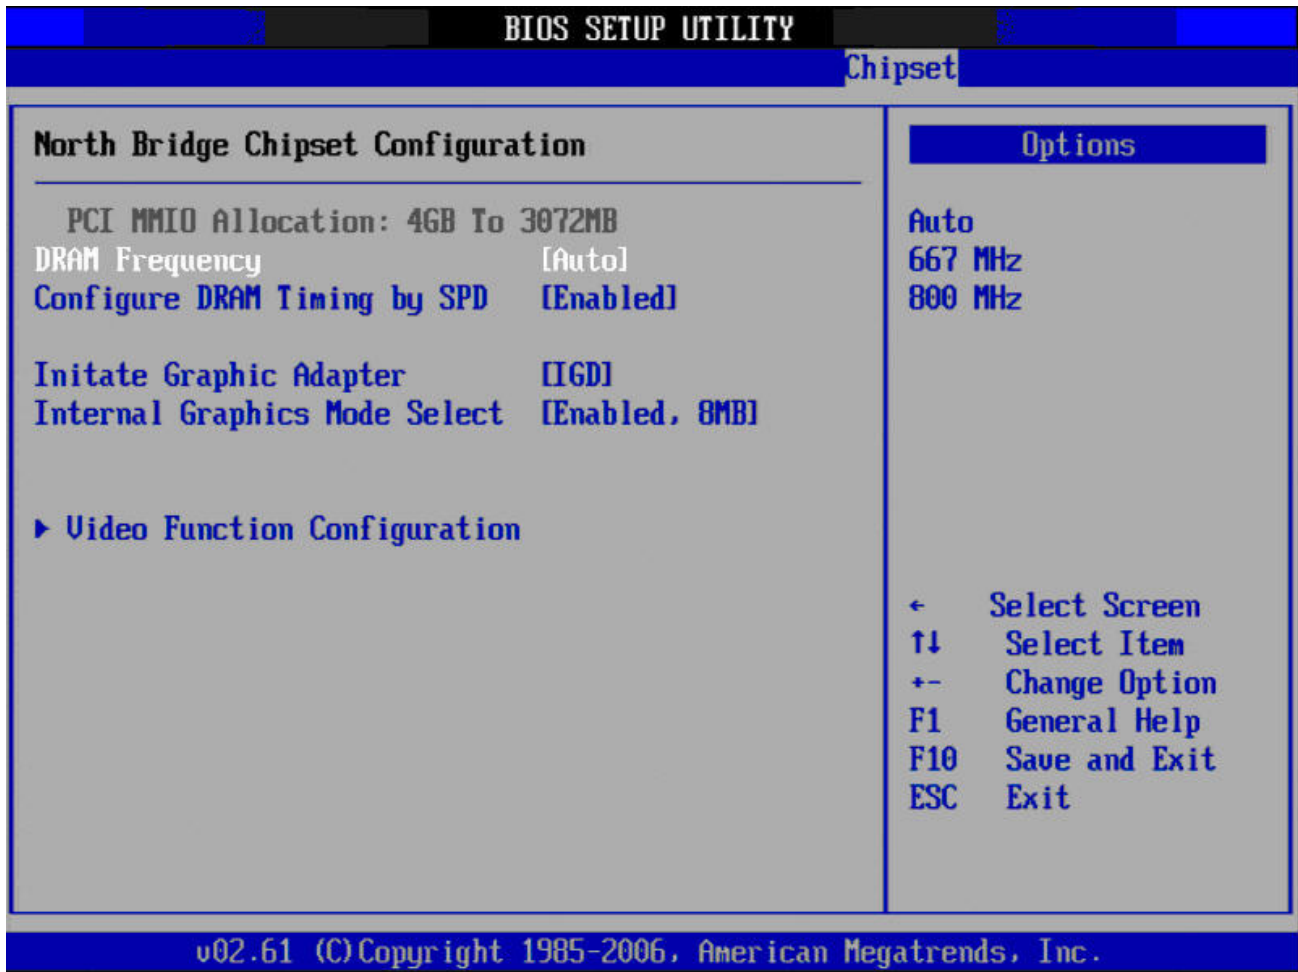 BIOS SETUP UTILITY
Chipset
North Bridge Chipset Configuration
PCI MMIO Allocation: 4GB To 3072MB
DRAM Frequency [Auto]
Configure DRAM Timing by SPD [Enabled]
Initate Graphic Adapter [IGD]
Internal Graphics Mode Select [Enabled, 8MB]
▶ Video Function Configuration
Options
Auto
667 MHz
800 MHz
← Select Screen
↑↓ Select Item
+- Change Option
F1 General Help
F10 Save and Exit
ESC Exit
v02.61 (C)Copyright 1985-2006, American Megatrends, Inc.